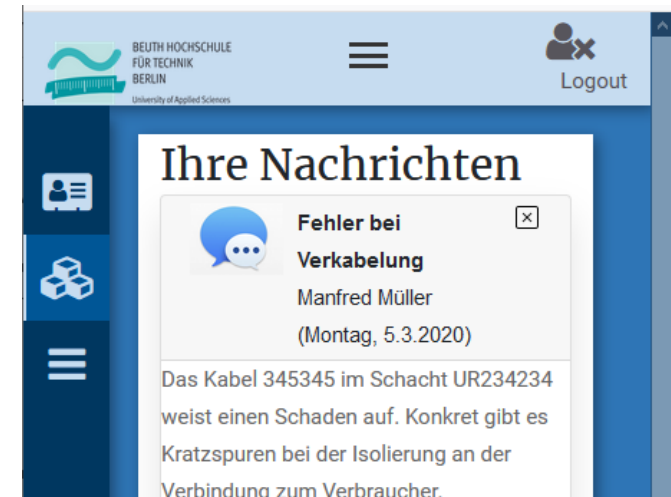 BEUTH HOCHSCHULE
FÜR TECHNIK
BERLIN
University of Applied Sciences
Logout
Ihre Nachrichten
Fehler bei
Verkabelung
Manfred Müller
(Montag, 5.3.2020)
Das Kabel 345345 im Schacht UR234234
weist einen Schaden auf. Konkret gibt es
Kratzspuren bei der Isolierung an der
Verbindung zum Verbraucher.